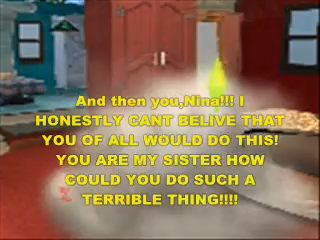 And then you,Nina!!! I
HONESTLY CANT BELIVE THAT
YOU OF ALL WOULD DO THIS!
YOU ARE MY SISTER HOW
COULD YOU DO SUCH A
TERRIBLE THING!!!!